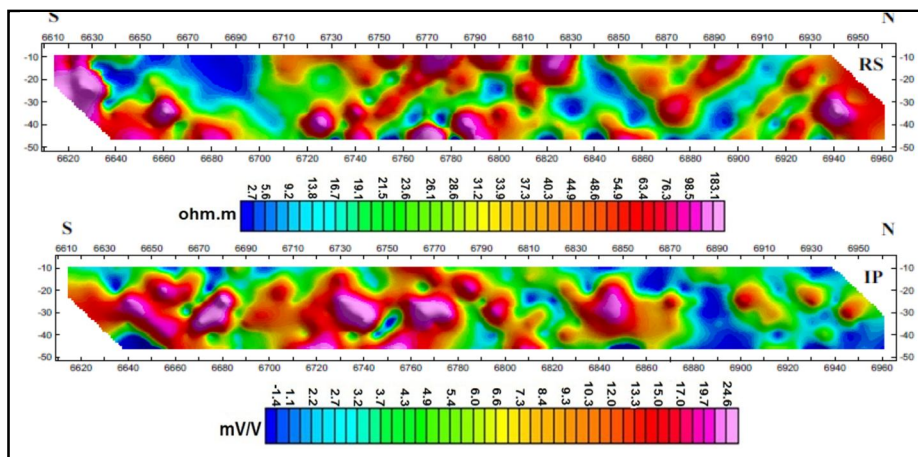 S N
6610 6630 6650 6670 6690 6710 6730 6750 6770 6790 6810 6830 6850 6870 6890 6910 6930 6950
-10 RS -10
-20 -20
-30 -30
-40 -40
-50 -50
6620 6640 6660 6680 6700 6720 6740 6760 6780 6800 6820 6840 6860 6880 6900 6920 6940 6960
ohm.m 2.7 5.6 9.2 13.8 16.7 19.1 21.5 23.6 26.1 28.6 31.2 33.9 37.3 40.3 44.9 48.6 54.9 63.4 76.3 98.5 183.1
S N
6610 6630 6650 6670 6690 6710 6730 6750 6770 6790 6810 6830 6850 6870 6890 6910 6930 6950
-10 IP -10
-20 -20
-30 -30
-40 -40
-50 -50
6620 6640 6660 6680 6700 6720 6740 6760 6780 6800 6820 6840 6860 6880 6900 6920 6940 6960
mV/V -1.4 1.1 2.2 2.7 3.2 3.7 4.3 4.9 5.4 6.0 6.6 7.3 8.4 9.3 10.3 12.0 13.3 15.0 17.0 19.7 24.6